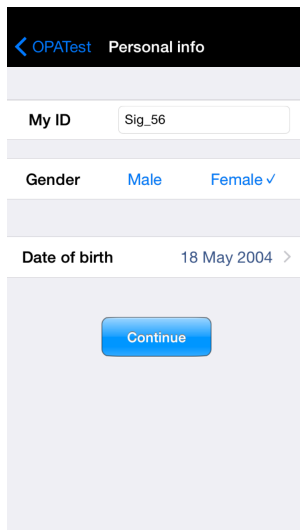 OPATest Personal info
My ID Sig_56
Gender Male Female ✓
Date of birth 18 May 2004
Continue